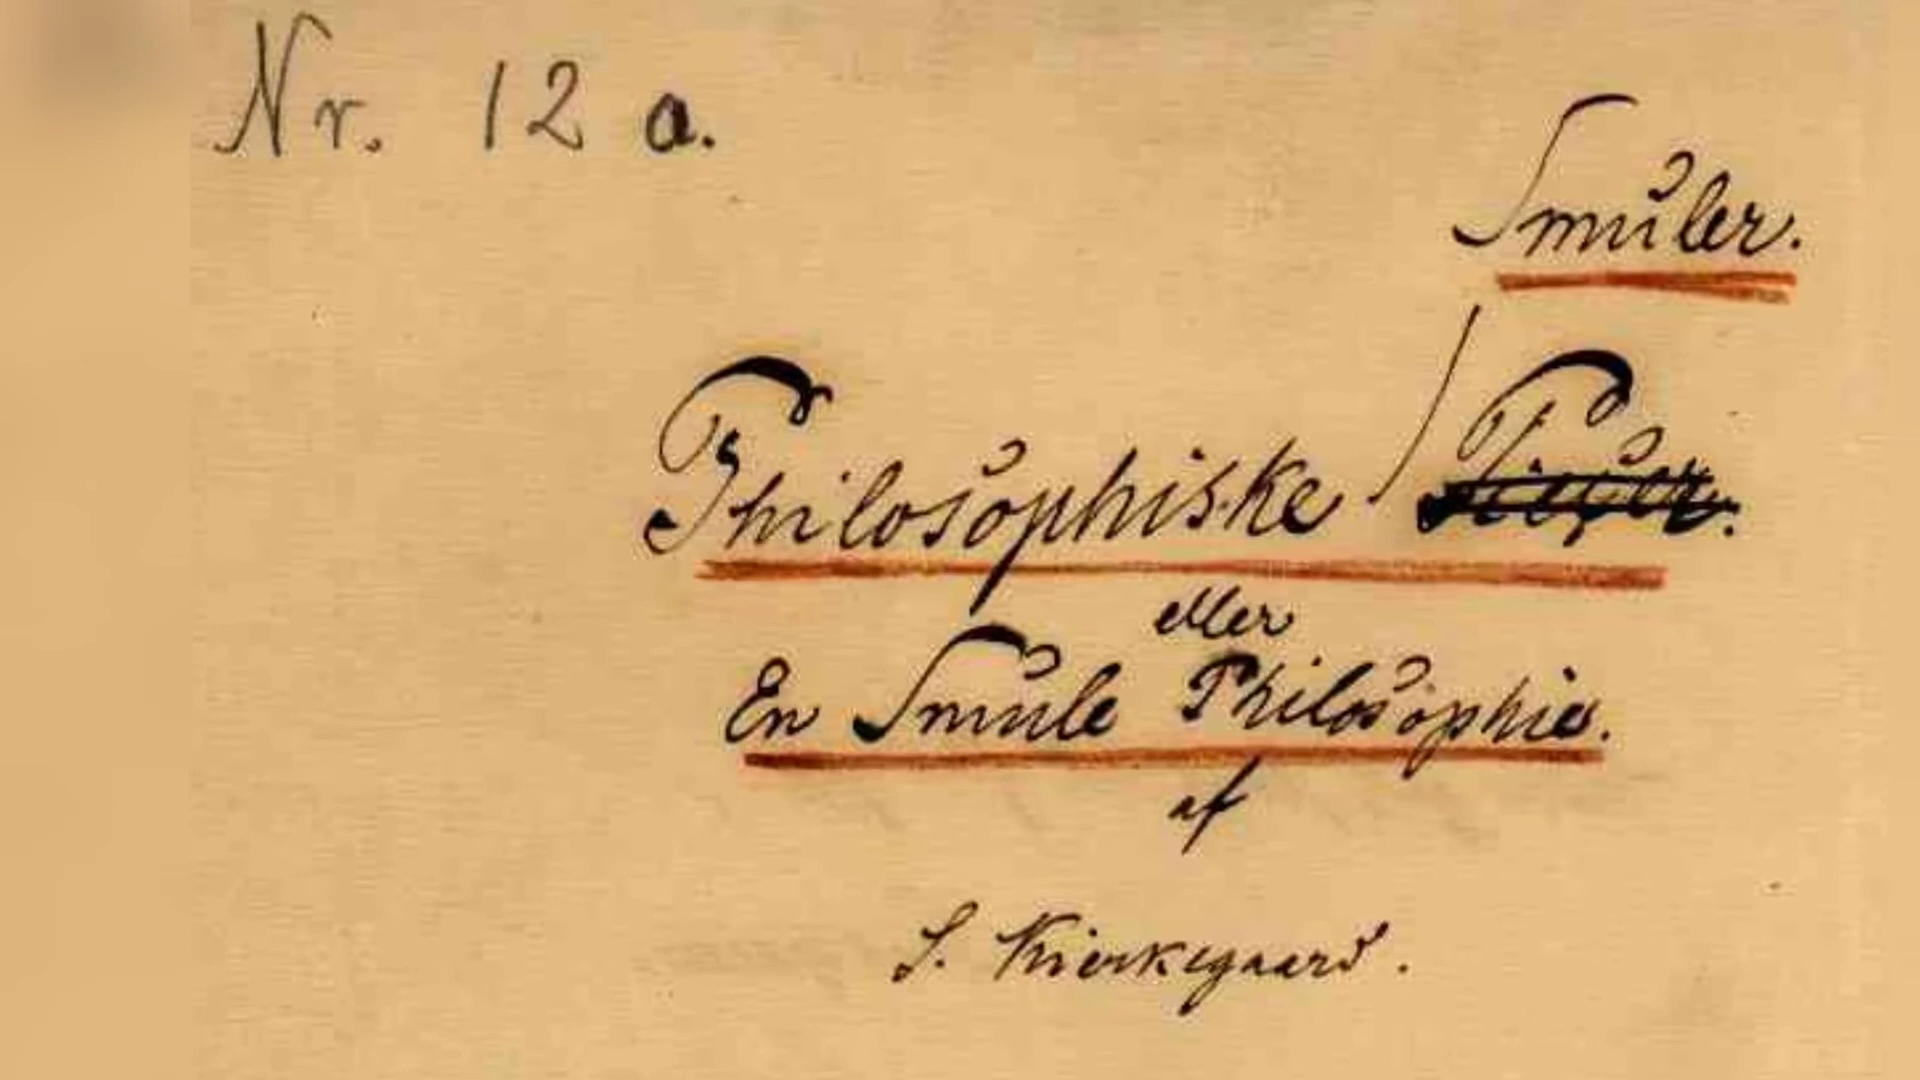 Nr. 12 a.
Smuler.
Philosophiske
eller
En Smule Philosophie.
af
S. Kierkegaard.